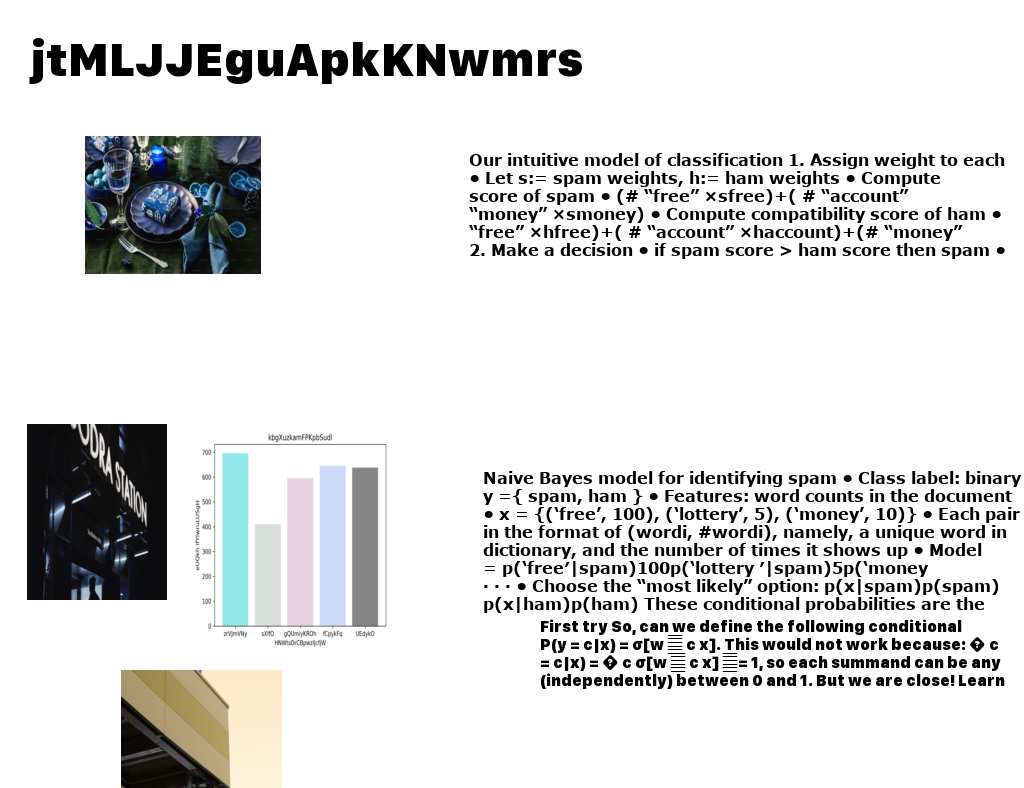 jtMLJJEguApkKNwmrs
Our intuitive model of classification 1. Assign weight to each
• Let s:= spam weights, h:= ham weights • Compute
score of spam • (# “free” ×sfree)+( # “account”
“money” ×smoney) • Compute compatibility score of ham •
“free” ×hfree)+( # “account” ×haccount)+(# “money”
2. Make a decision • if spam score > ham score then spam •
ODRA STATION
kbgXuzkamFPKpbSudl
700
600
500
400
300
200
100
0
zrVJmVNy sXlfO gQUmiyKROh fCpykFq UEdykO
HNWtsDrCBpwzlJcfjW
Naive Bayes model for identifying spam • Class label: binary
y ={ spam, ham } • Features: word counts in the document
• x = {(‘free’, 100), (‘lottery’, 5), (‘money’, 10)} • Each pair
in the format of (wordi, #wordi), namely, a unique word in
dictionary, and the number of times it shows up • Model
= p(‘free’|spam)100p(‘lottery ’|spam)5p(‘money
· · · • Choose the “most likely” option: p(x|spam)p(spam)
p(x|ham)p(ham) These conditional probabilities are the
First try So, can we define the following conditional
P(y = c|x) = σ[w c x]. This would not work because: � c
= c|x) = � c σ[w c x] = 1, so each summand can be any
(independently) between 0 and 1. But we are close! Learn